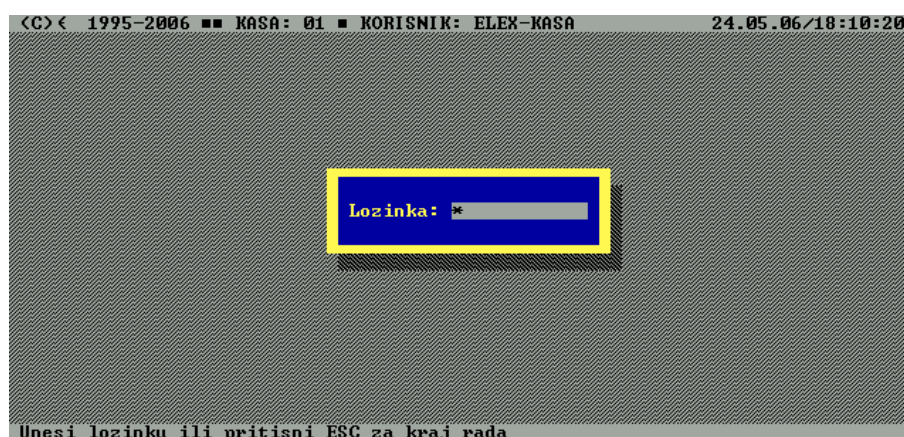 (C)< 1995-2006 ■■ KASA: 01 ■ KORISNIK: ELEX-KASA 24.05.06/18:10:20
Lozinka: *
Unesi lozinku ili pritisni ESC za kraj rada